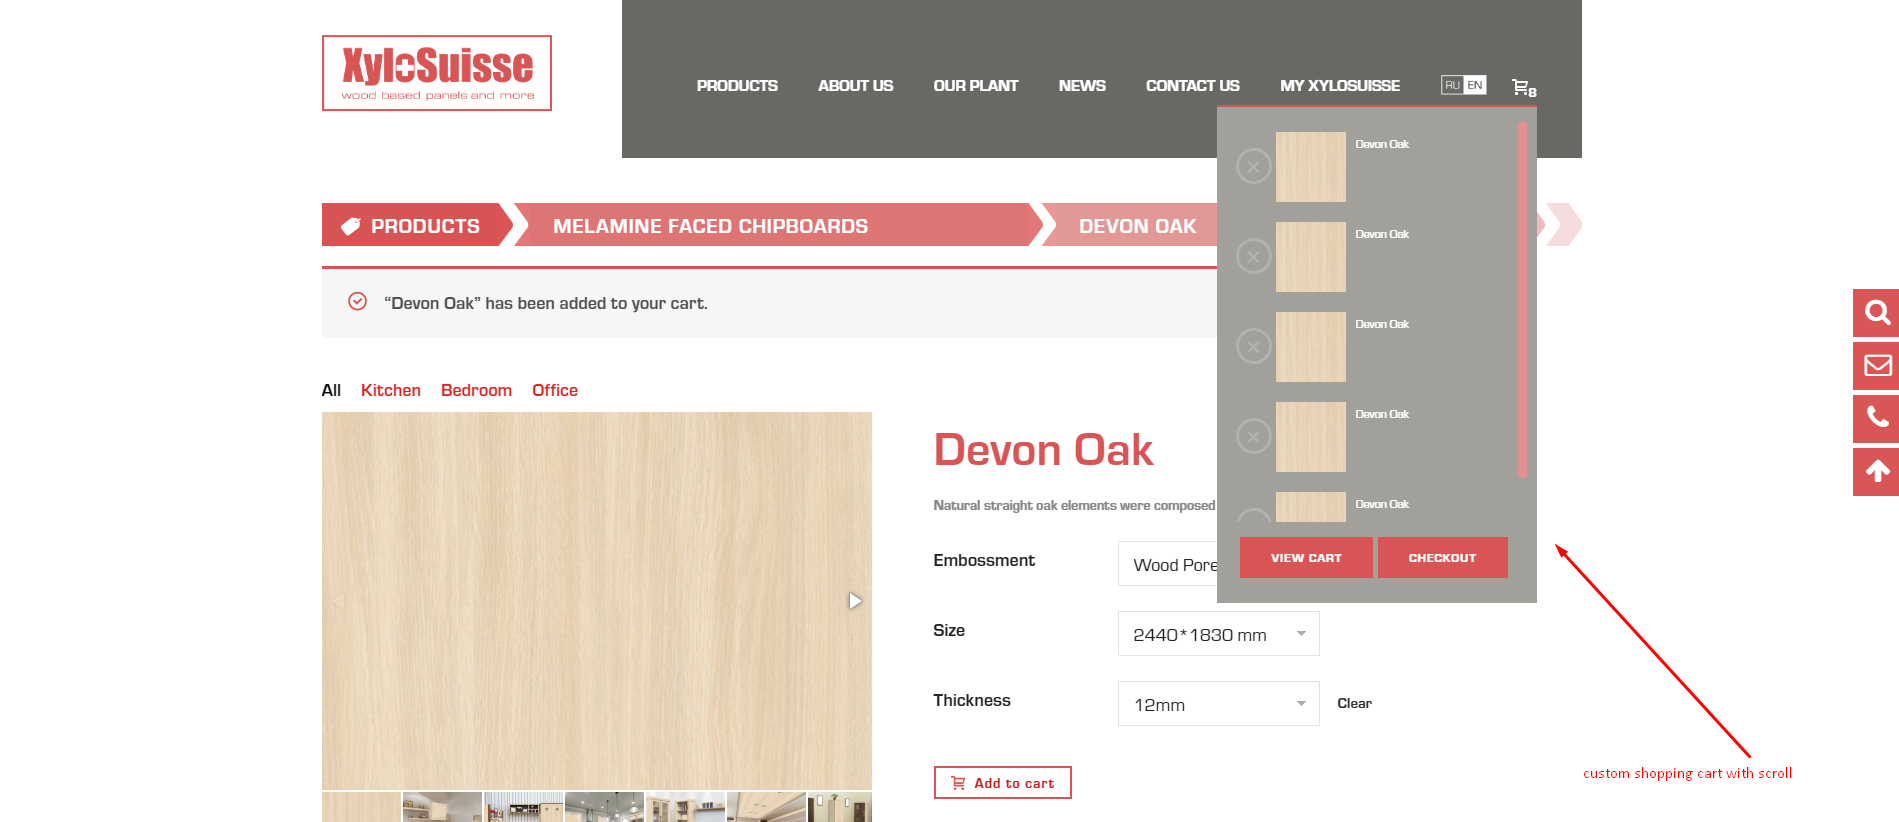 XyloSuisse
wood based panels and more
PRODUCTS ABOUT US OUR PLANT NEWS CONTACT US MY XYLOSUISSE RU EN 8
PRODUCTS MELAMINE FACED CHIPBOARDS DEVON OAK
“Devon Oak” has been added to your cart.
All Kitchen Bedroom Office
Devon Oak
Natural straight oak elements were composed
Embossment Wood Pore
Size 2440*1830 mm
Thickness 12mm Clear
Add to cart
Devon Oak
Devon Oak
Devon Oak
Devon Oak
Devon Oak
VIEW CART CHECKOUT
custom shopping cart with scroll